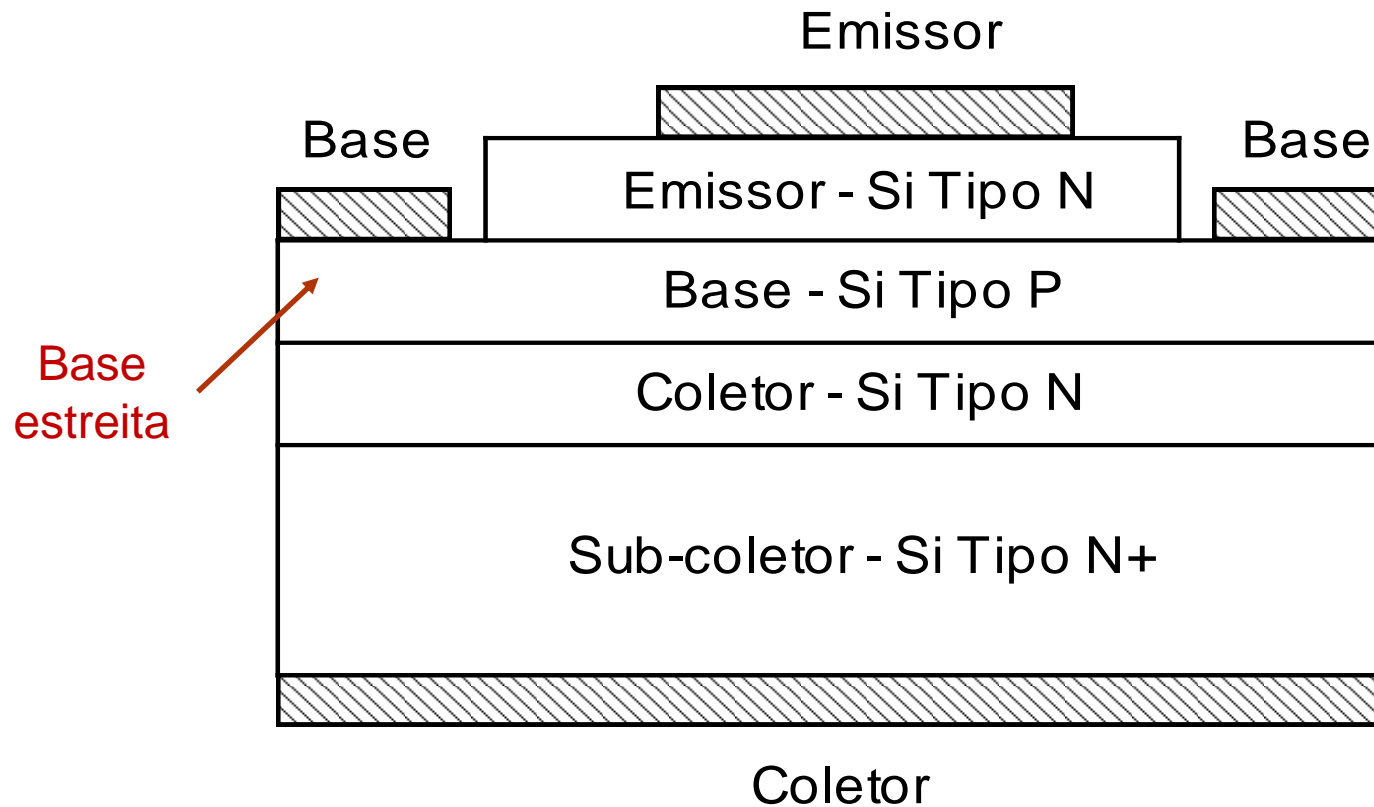 Emissor
Base
Base
Emissor - Si Tipo N
Base - Si Tipo P
Base
estreita
Coletor - Si Tipo N
Sub-coletor - Si Tipo N+
Coletor